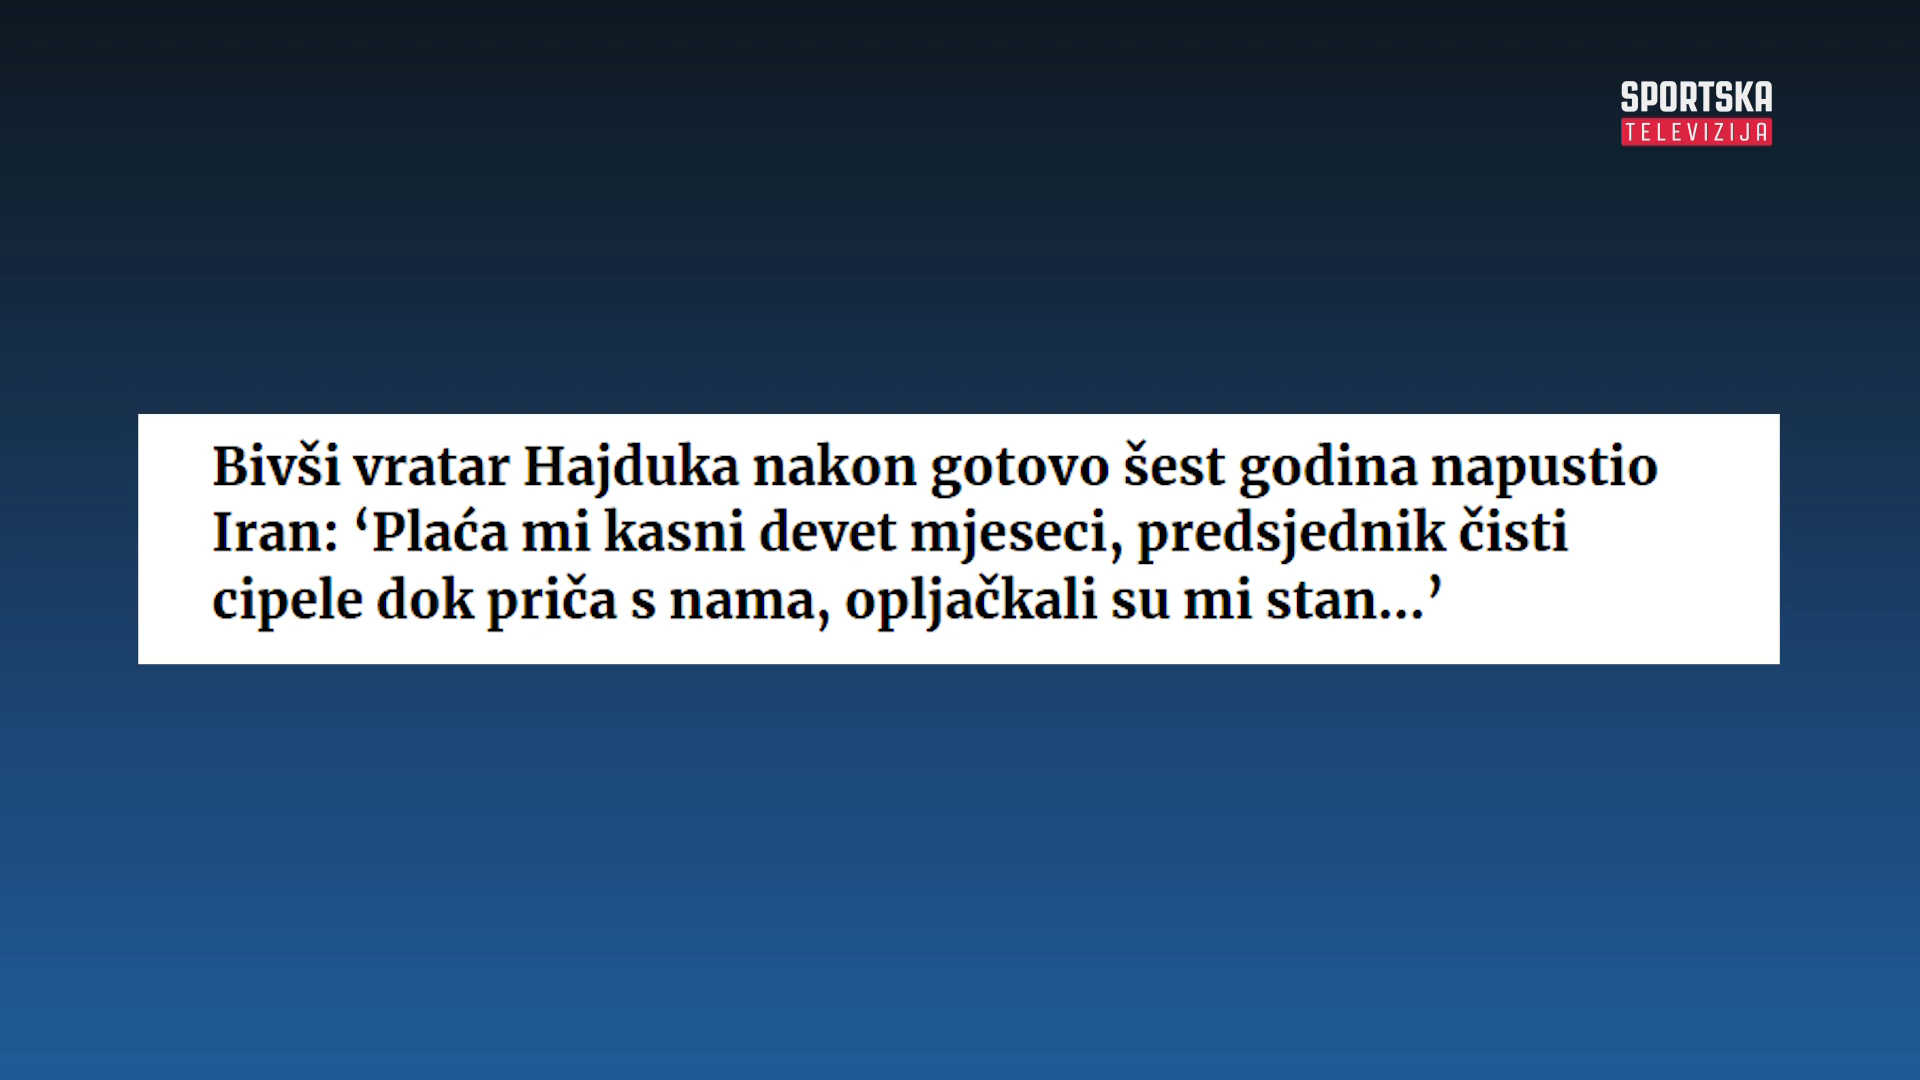 SPORTSKA
TELEVIZIJA
Bivši vratar Hajduka nakon gotovo šest godina napustio
Iran: ‘Plaća mi kasni devet mjeseci, predsjednik čisti
cipele dok priča s nama, opljačkali su mi stan...’